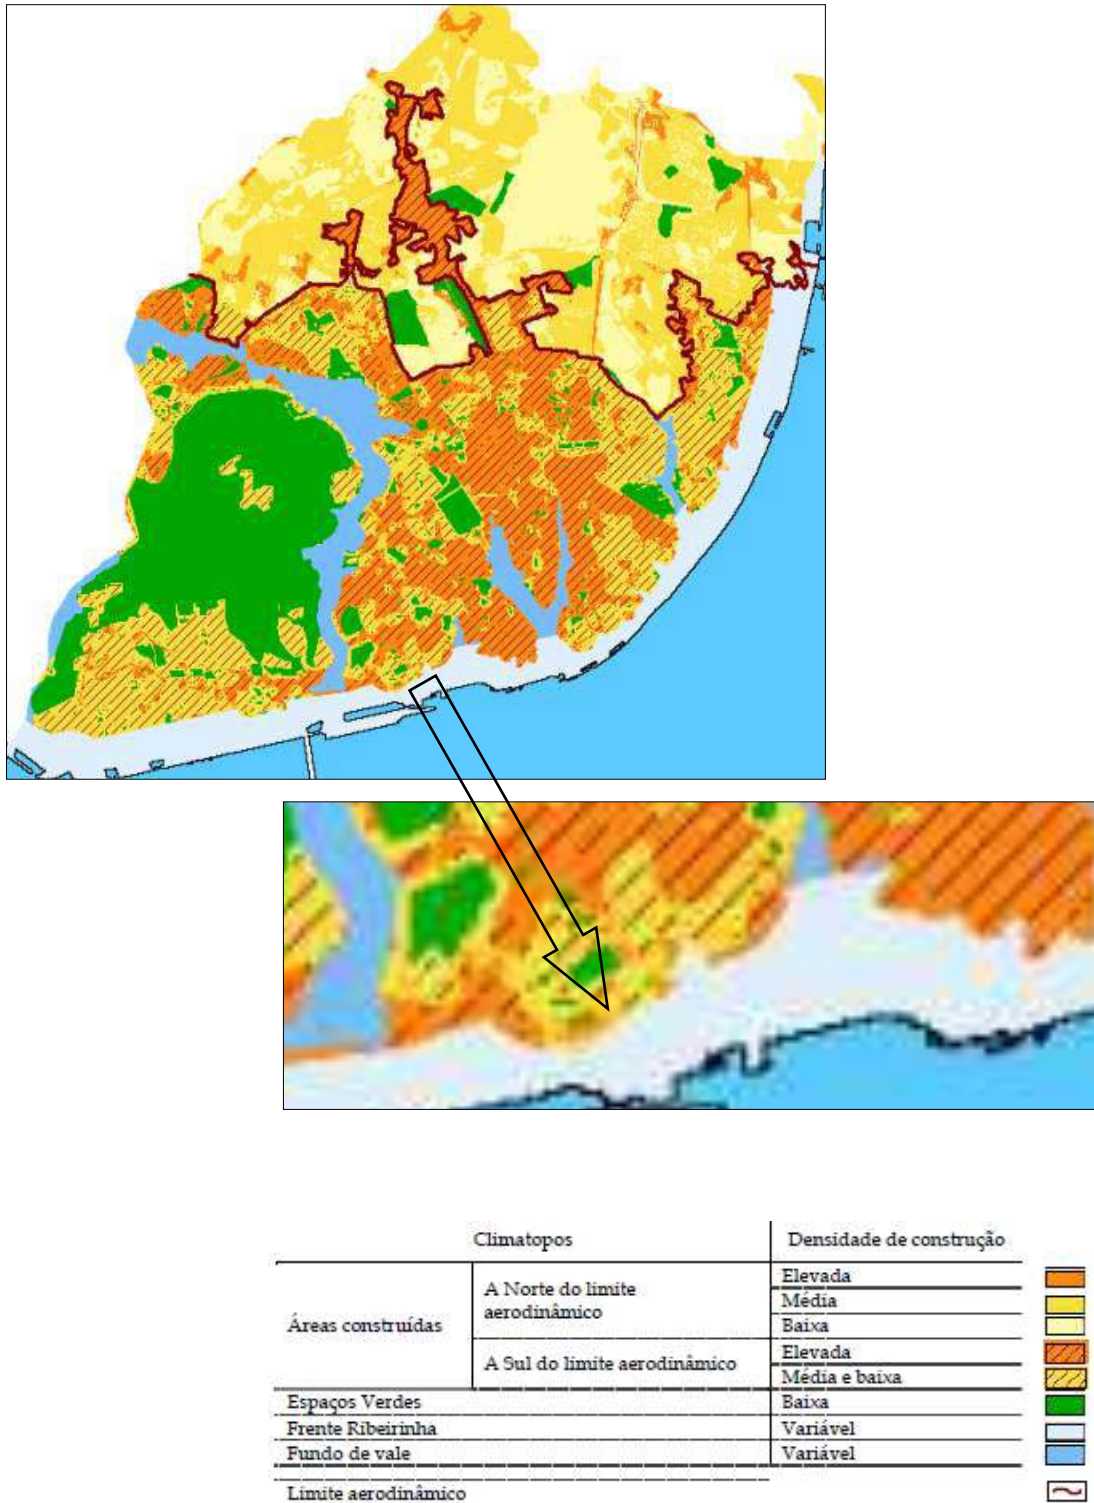 Climatopos Densidade de construção
Áreas construídas
A Norte do limite
aerodinâmico
Elevada
Média
Baixa
A Sul do limite aerodinâmico
Elevada
Média e baixa
Espaços Verdes Baixa
Frente Ribeirinha Variável
Fundo de vale Variável
Limite aerodinâmico